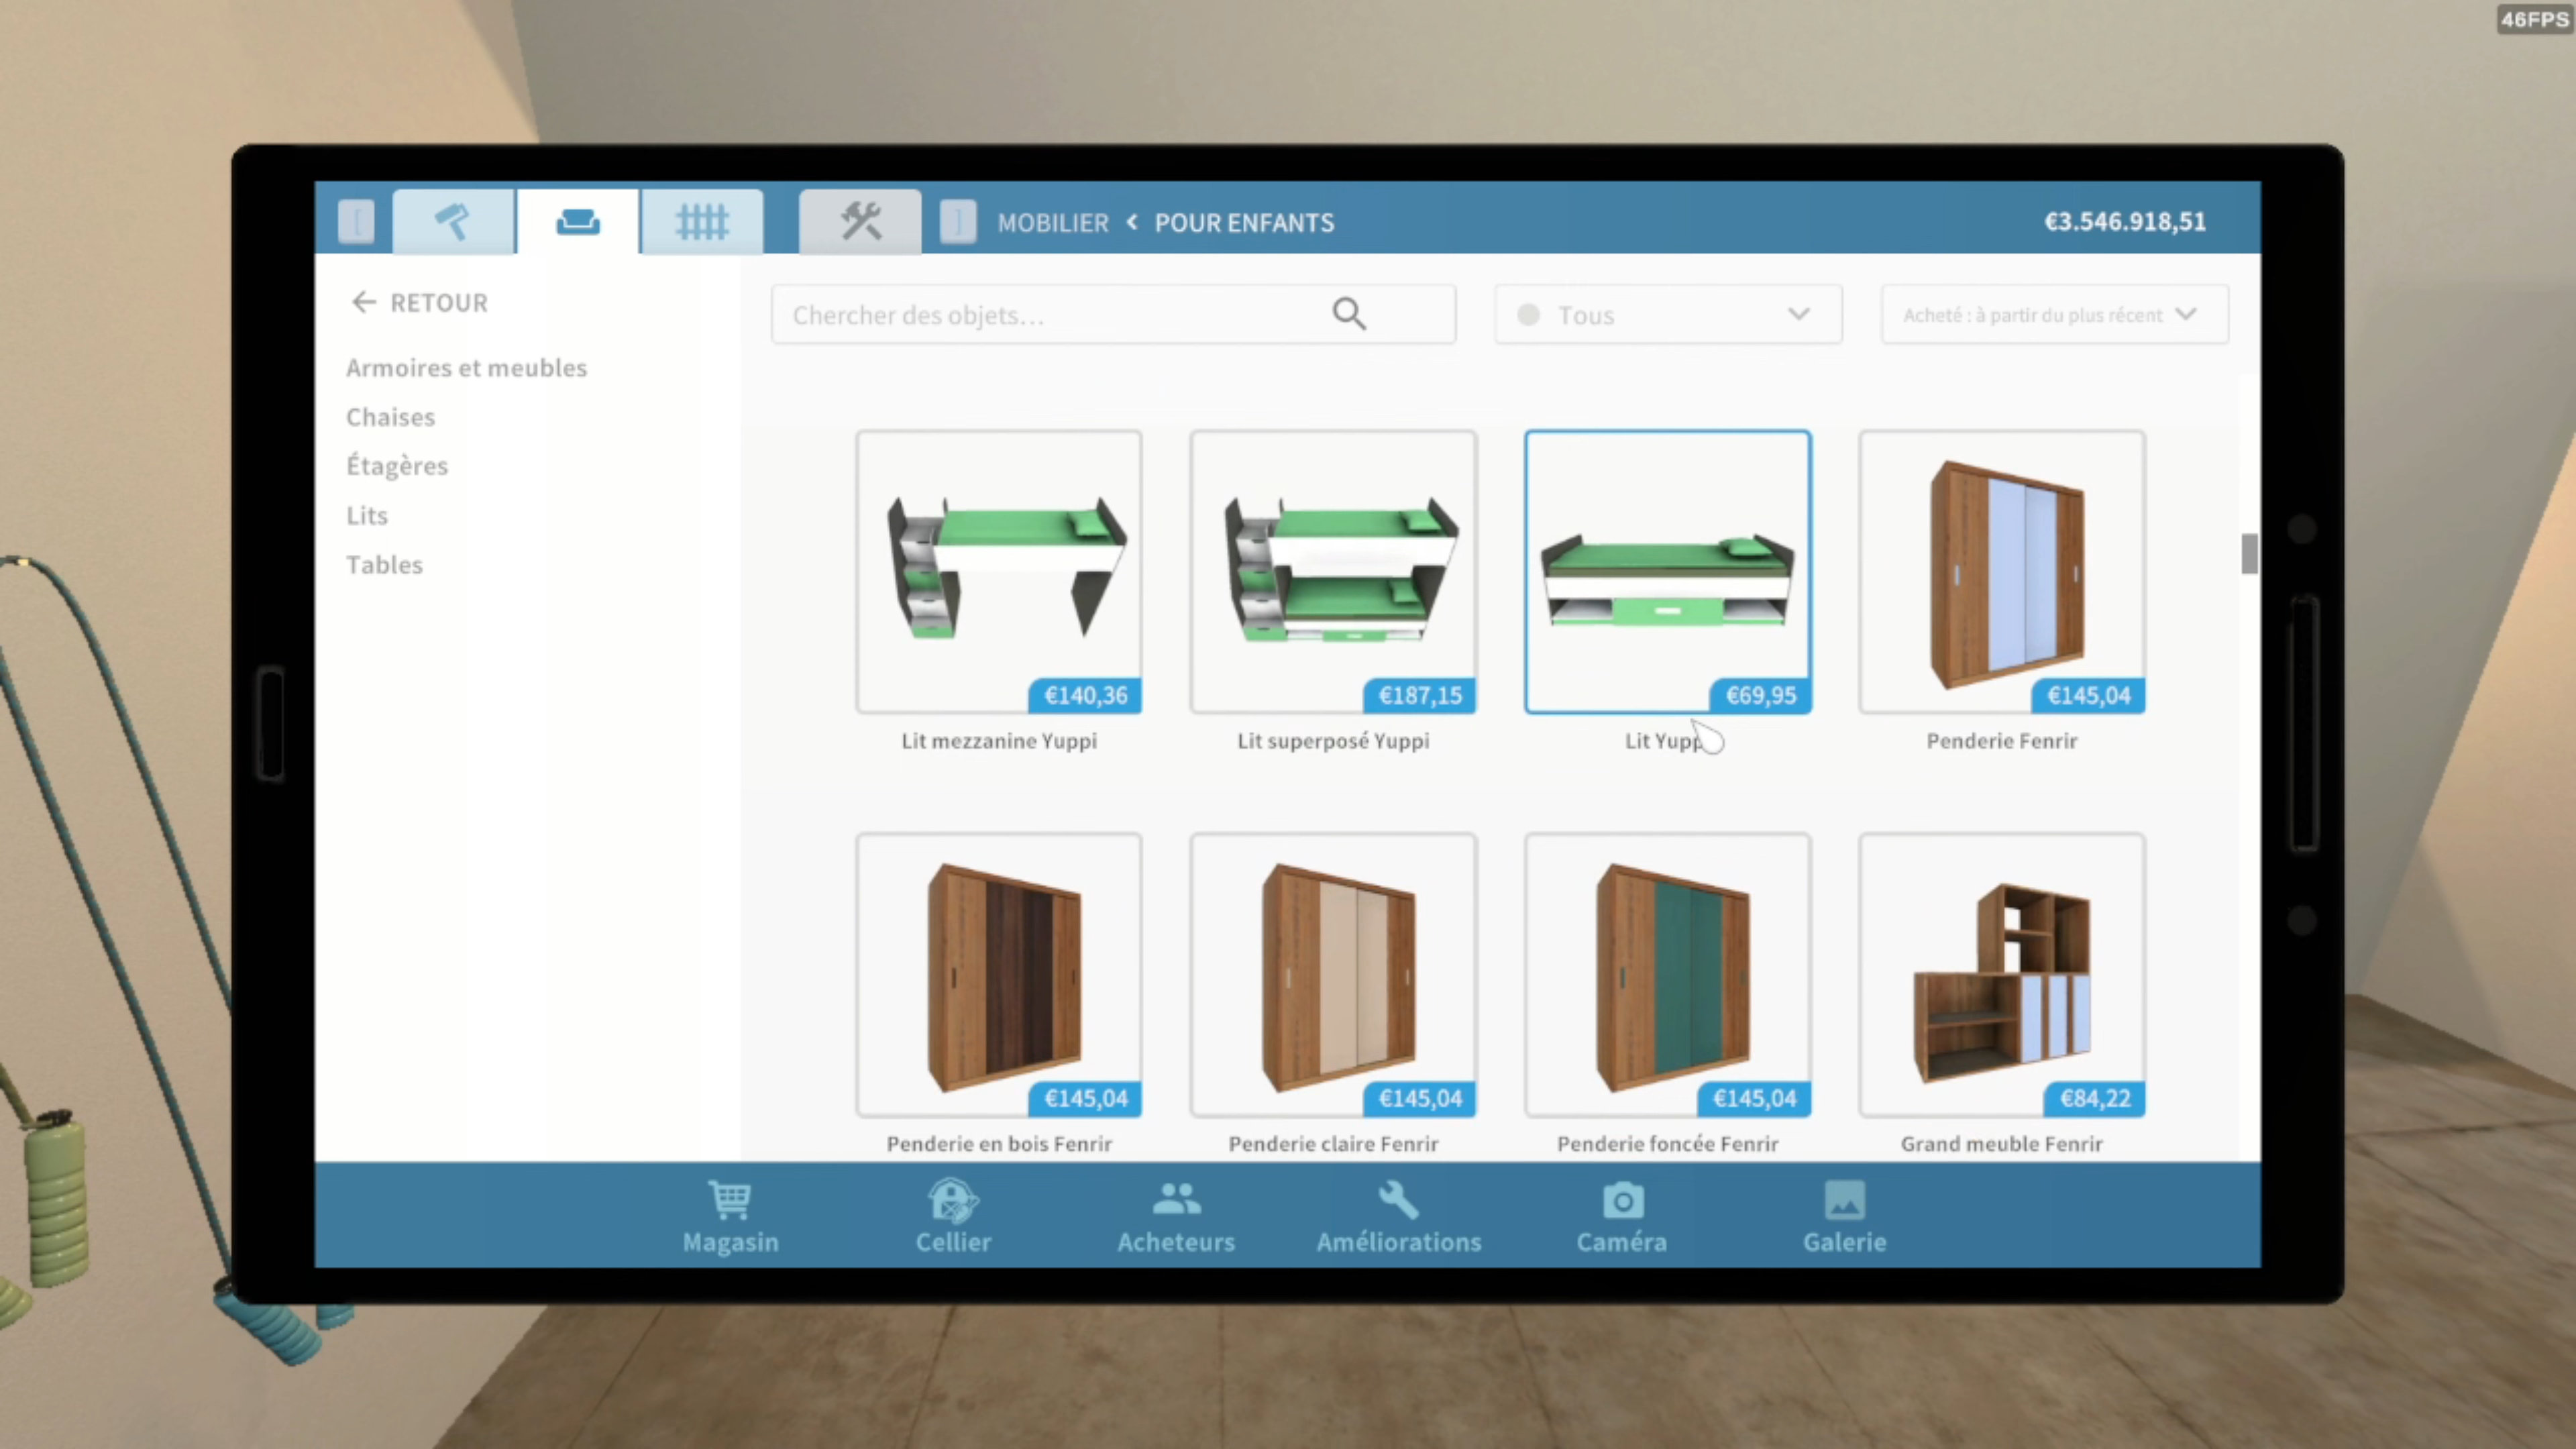 46FPS
[
]
MOBILIER < POUR ENFANTS
€3.546.918,51
← RETOUR
Armoires et meubles
Chaises
Étagères
Lits
Tables
Chercher des objets...
Tous
Acheté : à partir du plus récent
€140,36
€187,15
€69,95
€145,04
Lit mezzanine Yuppi
Lit superposé Yuppi
Lit Yupp
Penderie Fenrir
€145,04
€145,04
€145,04
€84,22
Penderie en bois Fenrir
Penderie claire Fenrir
Penderie foncée Fenrir
Grand meuble Fenrir
Magasin
Cellier
Acheteurs
Améliorations
Caméra
Galerie